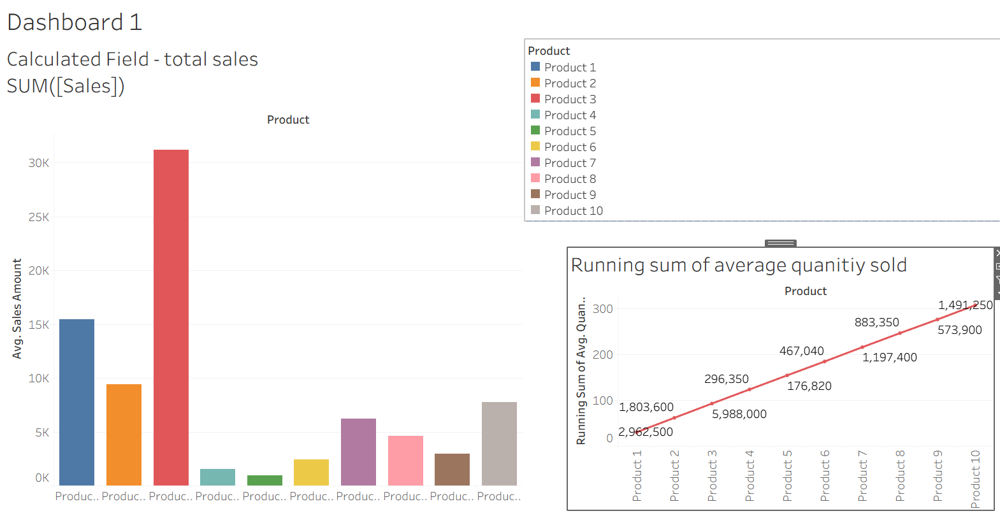 Dashboard 1
Calculated Field - total sales
SUM([Sales])
Product
Avg. Sales Amount
30K
25K
20K
15K
10K
5K
0K
Produc.. Produc.. Produc.. Produc.. Produc.. Produc.. Produc.. Produc.. Produc.. Produc..
Product
Product 1
Product 2
Product 3
Product 4
Product 5
Product 6
Product 7
Product 8
Product 9
Product 10
Running sum of average quanitiy sold
Product
Running Sum of Avg. Quan..
300
200
100
0
2,962,500
1,803,600
5,988,000
296,350
176,820
467,040
1,197,400
883,350
573,900
1,491,250
Product 1
Product 2
Product 3
Product 4
Product 5
Product 6
Product 7
Product 8
Product 9
Product 10